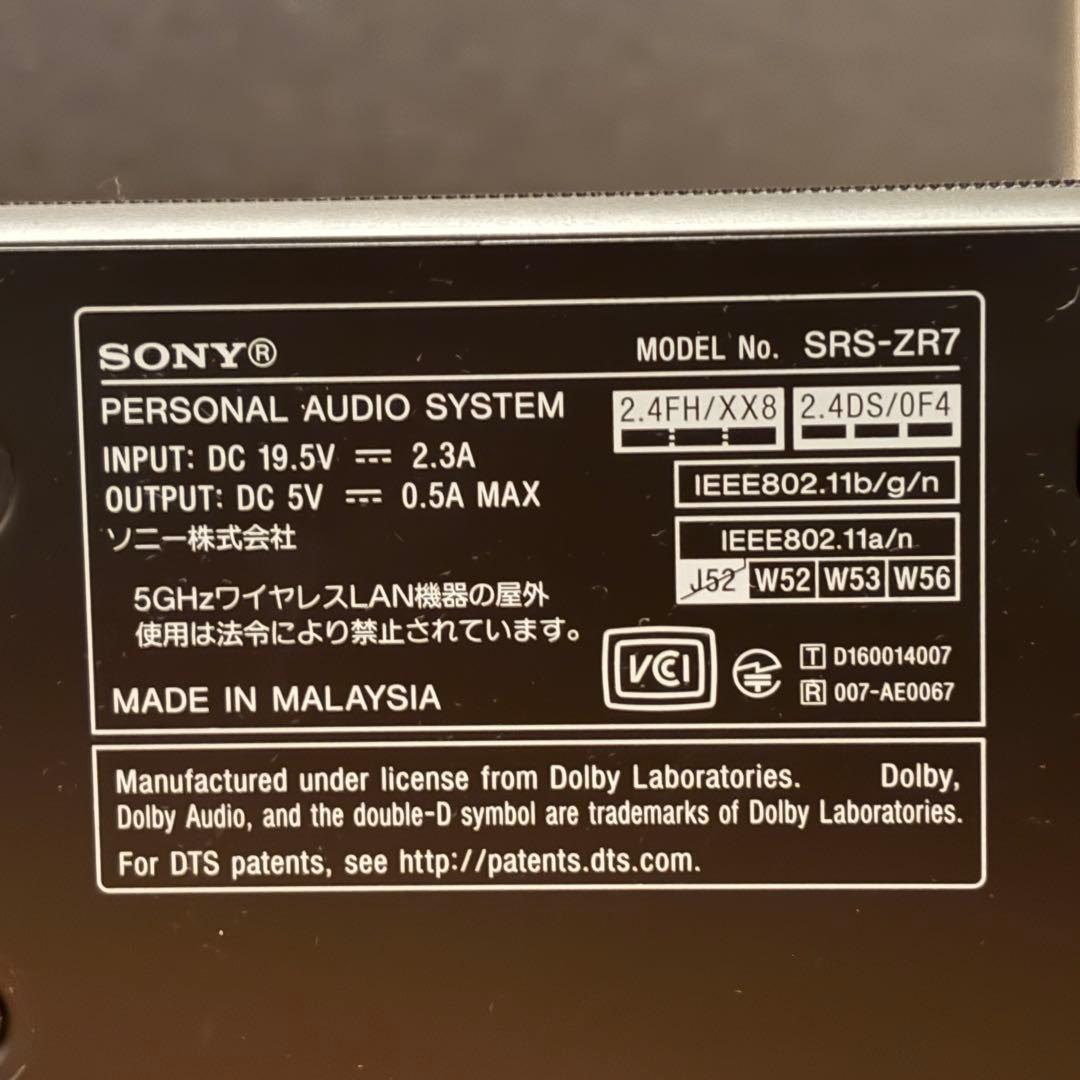 SONY® MODEL No. SRS-ZR7
PERSONAL AUDIO SYSTEM
INPUT: DC 19.5V ⎓ 2.3A
OUTPUT: DC 5V ⎓ 0.5A MAX
ソニー株式会社
2.4FH/XX8 2.4DS/0F4
IEEE802.11b/g/n
IEEE802.11a/n
J52 W52 W53 W56
5GHzワイヤレスLAN機器の屋外
使用は法令により禁止されています。
VCCI
T D160014007
R 007-AE0067
MADE IN MALAYSIA
Manufactured under license from Dolby Laboratories. Dolby,
Dolby Audio, and the double-D symbol are trademarks of Dolby Laboratories.
For DTS patents, see http://patents.dts.com.